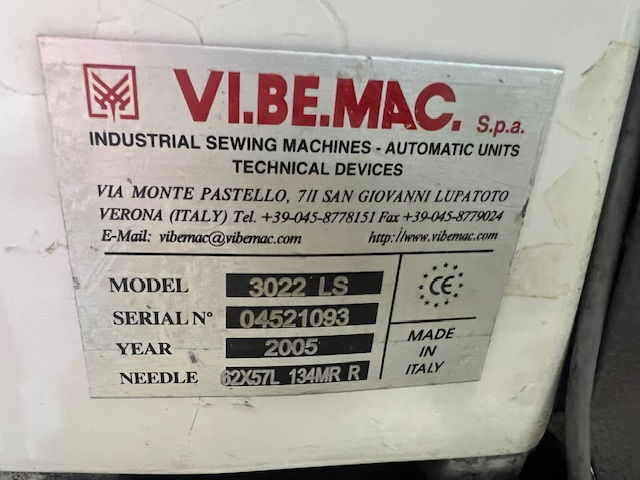 VI.BE.MAC. S.p.a.
INDUSTRIAL SEWING MACHINES - AUTOMATIC UNITS
TECHNICAL DEVICES
VIA MONTE PASTELLO, 7/I SAN GIOVANNI LUPATOTO
VERONA (ITALY) Tel. +39-045-8778151 Fax +39-045-8779024
E-Mail: vibemac@vibemac.com http://www.vibemac.com
MODEL 3022 LS
SERIAL N° 04521093
YEAR 2005
NEEDLE 62X57L 134MR R
CE
MADE
IN
ITALY